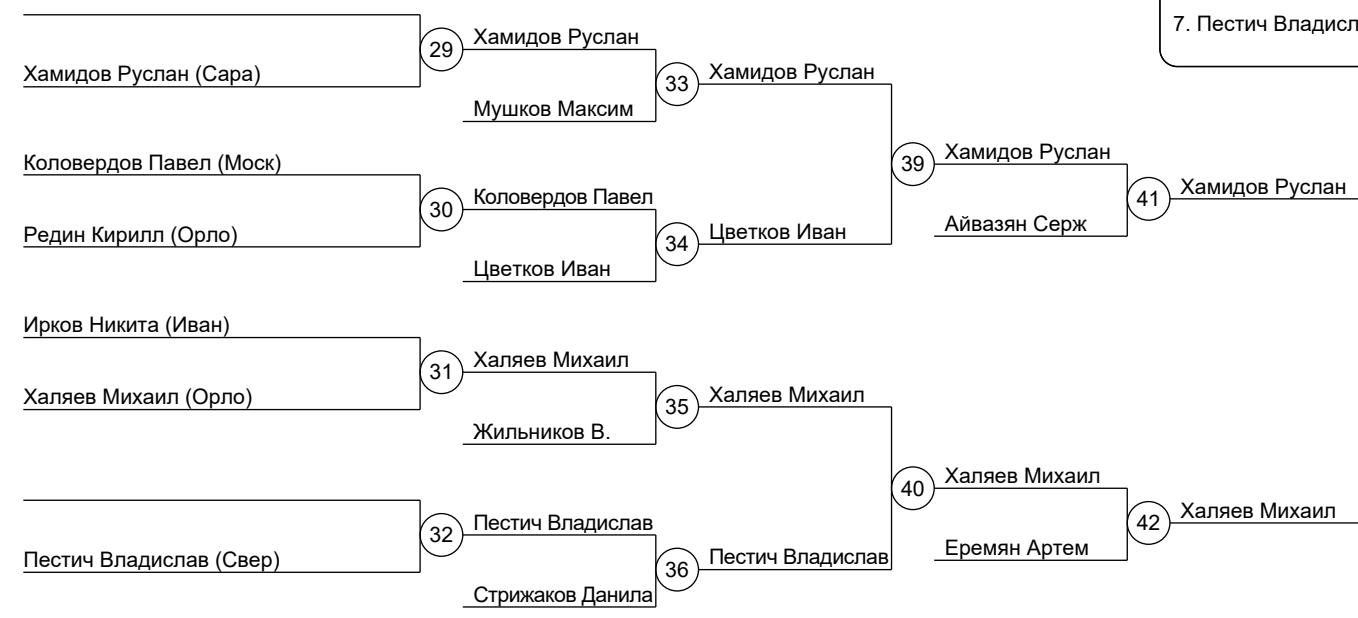 7. Пестич Владисл
29
Хамидов Руслан
Хамидов Руслан (Сара)
33
Хамидов Руслан
Мушков Максим
Коловердов Павел (Моск)
39
Хамидов Руслан
41
Хамидов Руслан
30
Коловердов Павел
Редин Кирилл (Орло)
34
Цветков Иван
Айвазян Серж
Цветков Иван
Ирков Никита (Иван)
31
Халяев Михаил
Халяев Михаил (Орло)
35
Халяев Михаил
Жильников В.
40
Халяев Михаил
42
Халяев Михаил
32
Пестич Владислав
Еремян Артем
Пестич Владислав (Свер)
36
Пестич Владислав
Стрижаков Данила